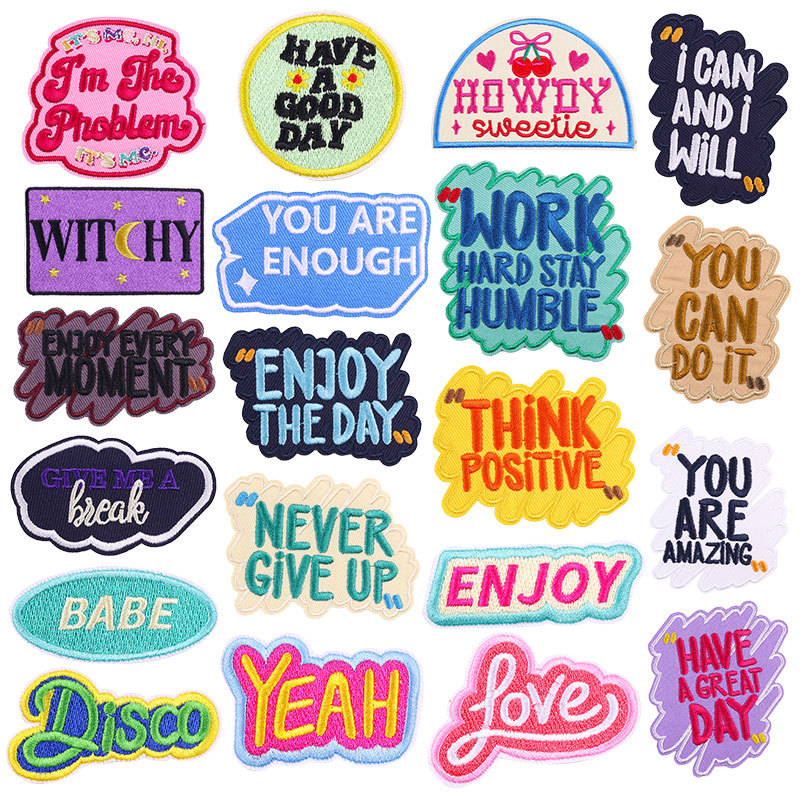 IT'S ME, HI,
I'm The
Problem
IT'S ME.
HAVE
A
GOOD
DAY
HOWDY
sweetie
i CAN
AND i
WiLL
WITCHY
YOU ARE
ENOUGH
WORK
HARD STAY
HUMBLE
YOU
CAN
DO iT
ENJOY EVERY
MOMENT
ENJOY
THE DAY
THiNK
POSiTiVE
GIVE ME A
break
NEVER
GiVE UP
YOU
ARE
AMAZING
BABE
ENJOY
HAVE
A GREAT
DAY
Disco
YEAH
Love